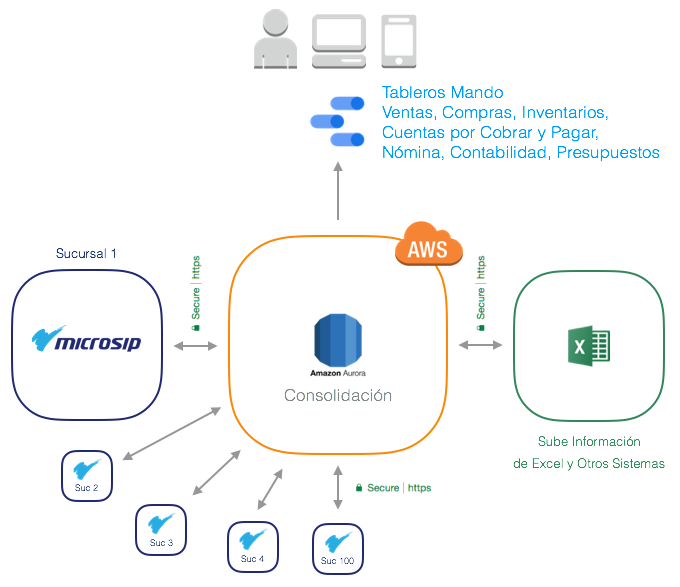 Tableros Mando
Ventas, Compras, Inventarios,
Cuentas por Cobrar y Pagar,
Nómina, Contabilidad, Presupuestos
AWS
Sucursal 1
Secure | https
Secure | https
microsip
X
Amazon Aurora
Consolidación
Sube Información
de Excel y Otros Sistemas
Suc 2
Secure | https
Suc 3
Suc 4
Suc 100